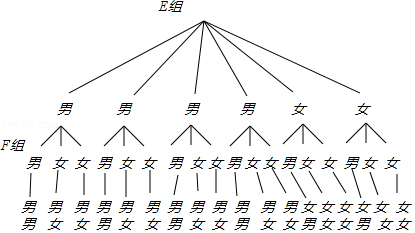 E组
男 男 男 男 女 女
F组
男 女 女 男 女 女 男 女 女 男 女 女 男 女 女 男 女 女
男 男 男 男 男 男 男 男 男 男 男 男 女 女 女 女 女 女
男 女 女 男 女 女 男 女 女 男 女 女 男 女 女 男 女 女